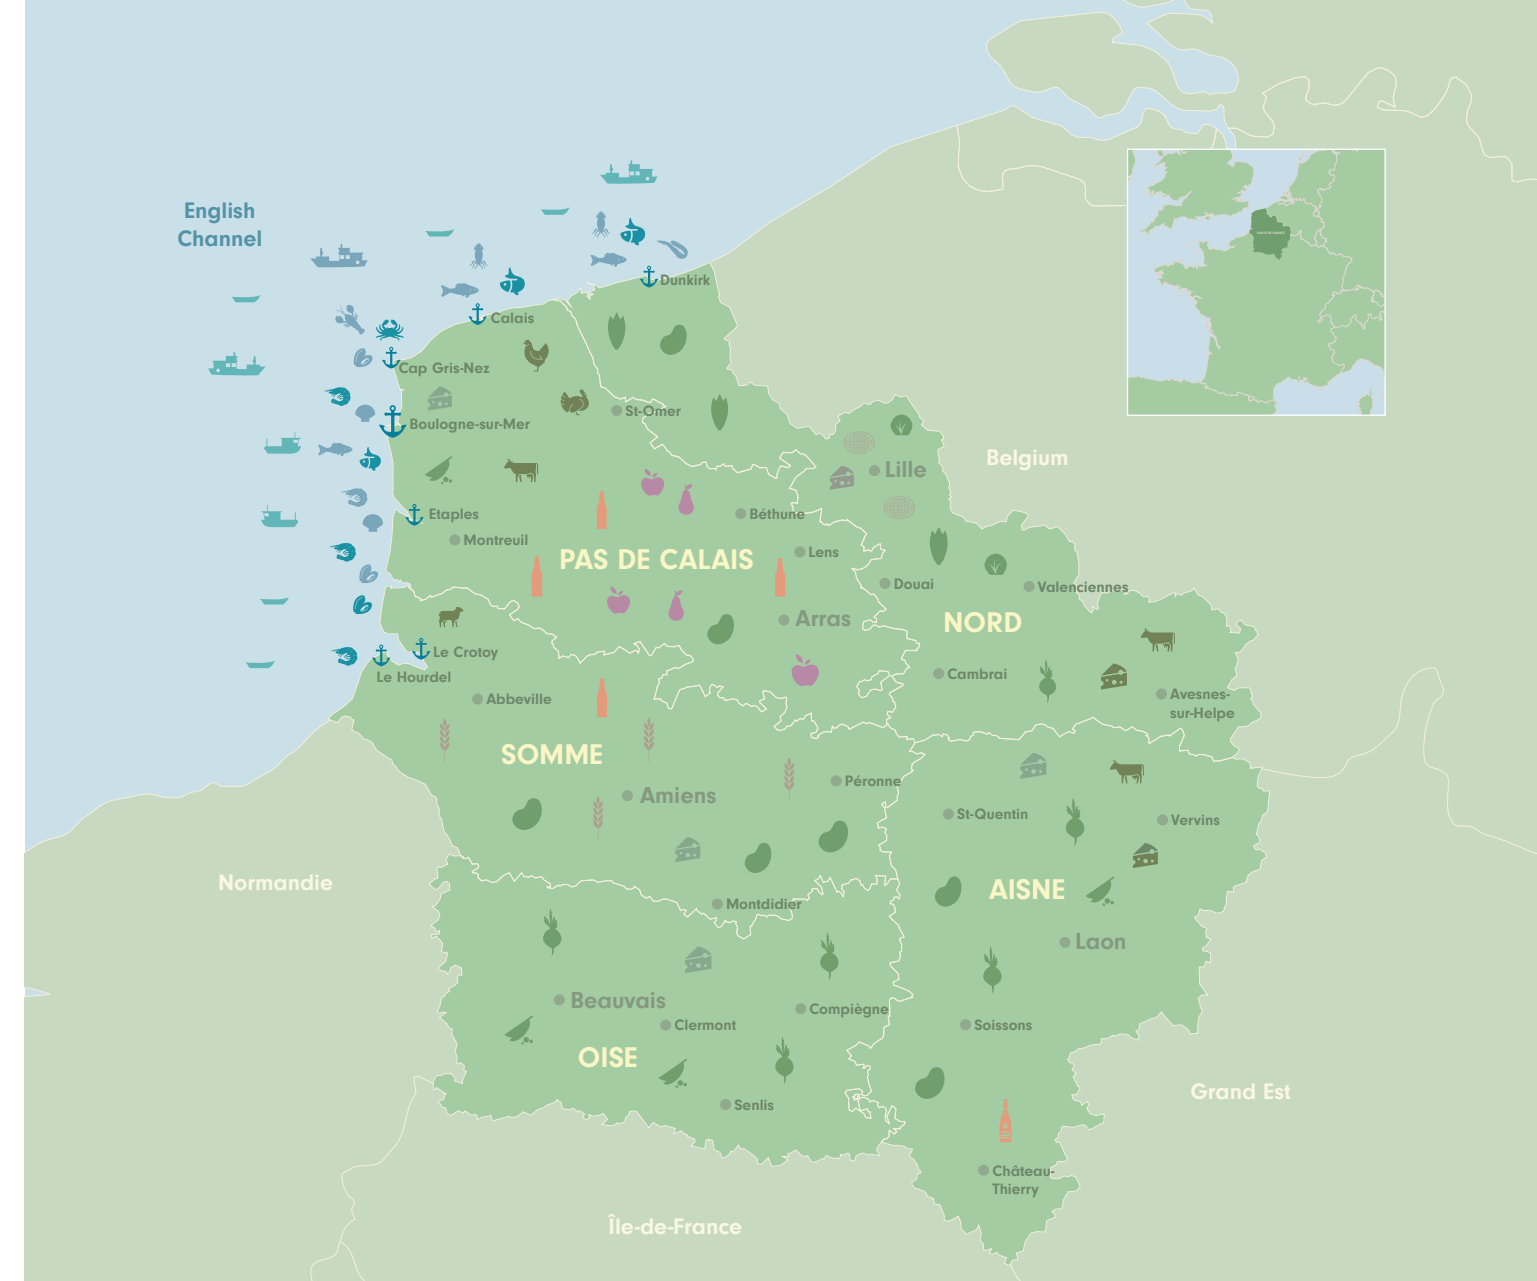 English
Channel
Dunkirk
Calais
Cap Gris-Nez
St-Omer
Boulogne-sur-Mer
Belgium
Lille
Etaples
Béthune
Montreuil
Lens
PAS DE CALAIS
Douai
Valenciennes
Arras
NORD
Le Crotoy
Le Hourdel
Cambrai
Abbeville
Avesnes-
sur-Helpe
SOMME
Péronne
Amiens
St-Quentin
Vervins
Normandie
AISNE
Montdidier
Laon
Beauvais
Compiègne
Clermont
Soissons
OISE
Grand Est
Senlis
Château-
Thierry
Île-de-France